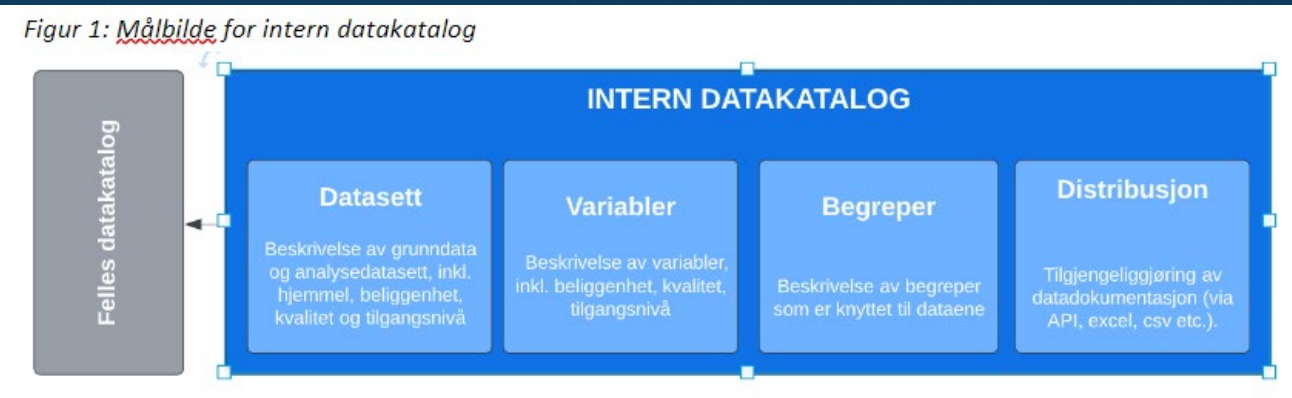 Figur 1: Målbilde for intern datakatalog
Felles datakatalog
INTERN DATAKATALOG
Datasett
Beskrivelse av grunndata
og analysedatasett, inkl.
hjemmel, beliggenhet,
kvalitet og tilgangsnivå
Variabler
Beskrivelse av variabler,
inkl. beliggenhet, kvalitet,
tilgangsnivå
Begreper
Beskrivelse av begreper
som er knyttet til dataene
Distribusjon
Tilgjengeliggjøring av
datadokumentasjon (via
API, excel, csv etc.).